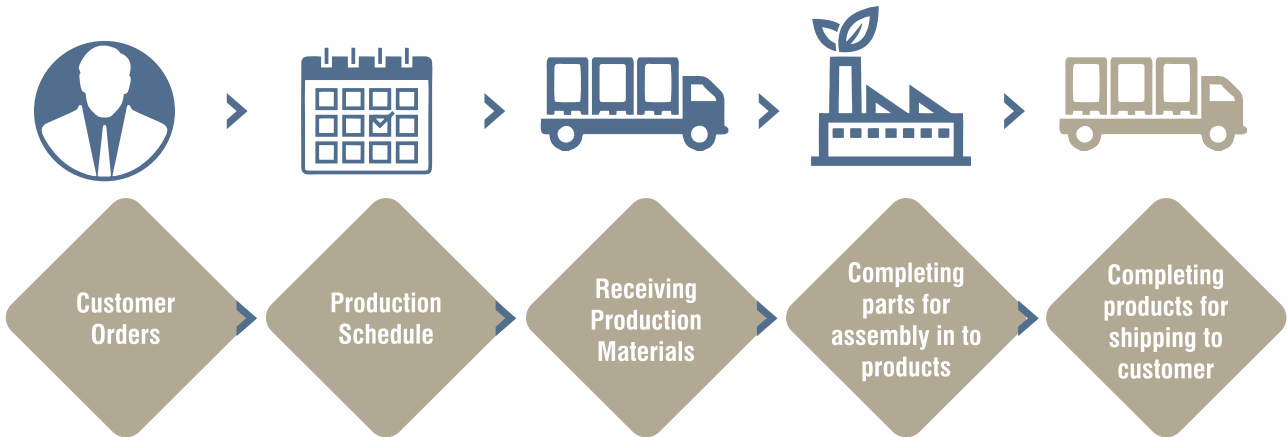 Customer
Orders
Production
Schedule
Receiving
Production
Materials
Completing
parts for
assembly in to
products
Completing
products for
shipping to
customer